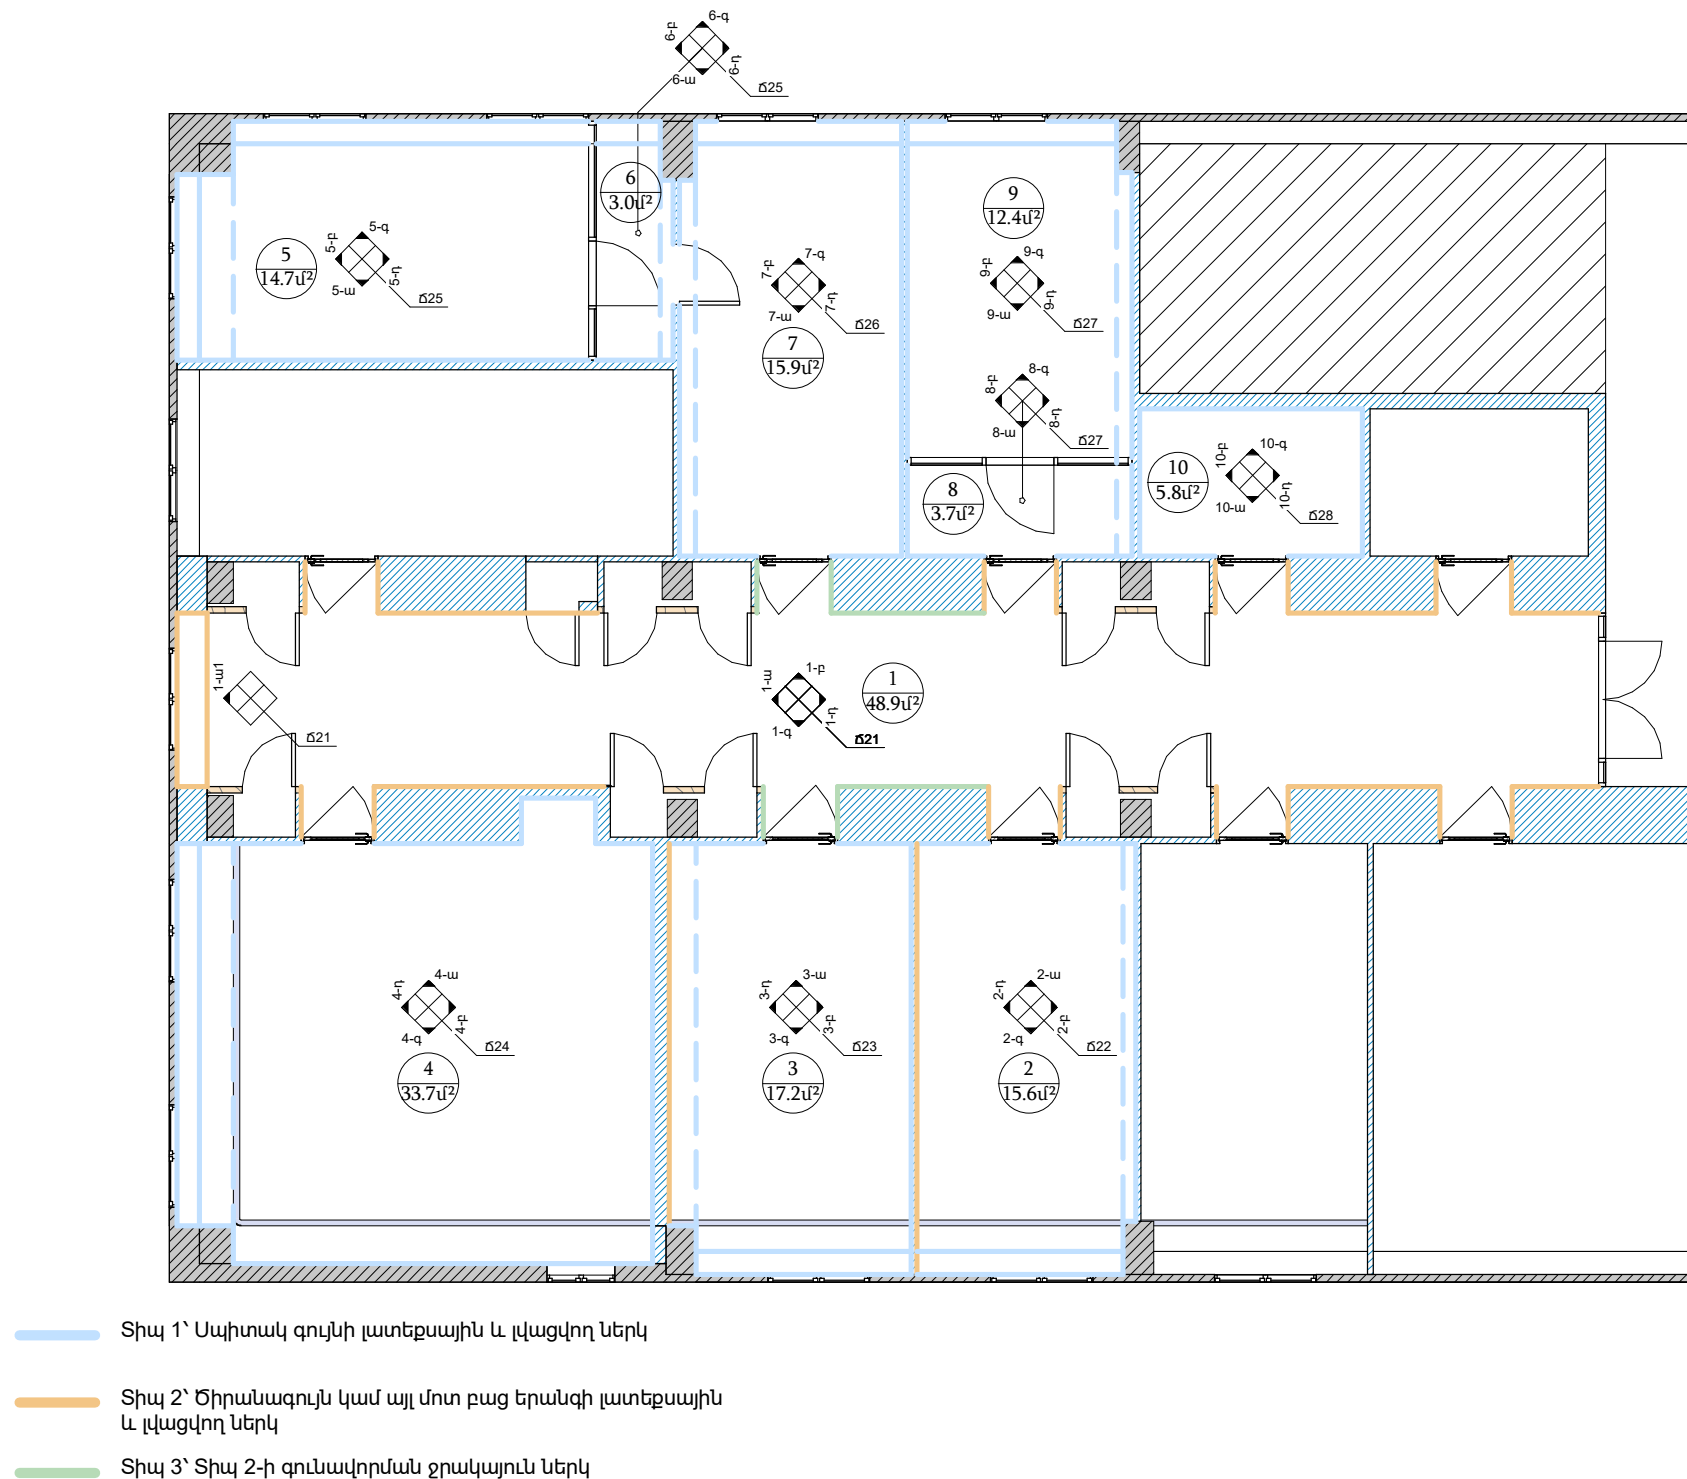 6-գ
6-բ
6-դ
6-ա
Ճ25
6
3.0մ²
5-գ
5-բ
5-դ
5-ա
Ճ25
5
14.7մ²
7-գ
7-բ
7-դ
7-ա
Ճ26
7
15.9մ²
9
12.4մ²
9-գ
9-բ
9-դ
9-ա
Ճ27
8-գ
8-բ
8-դ
8-ա
Ճ27
8
3.7մ²
10
5.8մ²
10-գ
10-բ
10-դ
10-ա
Ճ28
1-ա1
Ճ21
1-բ
1-ա
1-դ
1-գ
Ճ21
1
48.9մ²
4-ա
4-դ
4-բ
4-գ
Ճ24
4
33.7մ²
3-ա
3-դ
3-բ
3-գ
Ճ23
3
17.2մ²
2-ա
2-դ
2-բ
2-գ
Ճ22
2
15.6մ²
Տիպ 1՝ Սպիտակ գույնի լատեքսային և լվացվող ներկ
Տիպ 2՝ Ծիրանագույն կամ այլ մոտ բաց երանգի լատեքսային
և լվացվող ներկ
Տիպ 3՝ Տիպ 2-ի գունավորման ջրակայուն ներկ